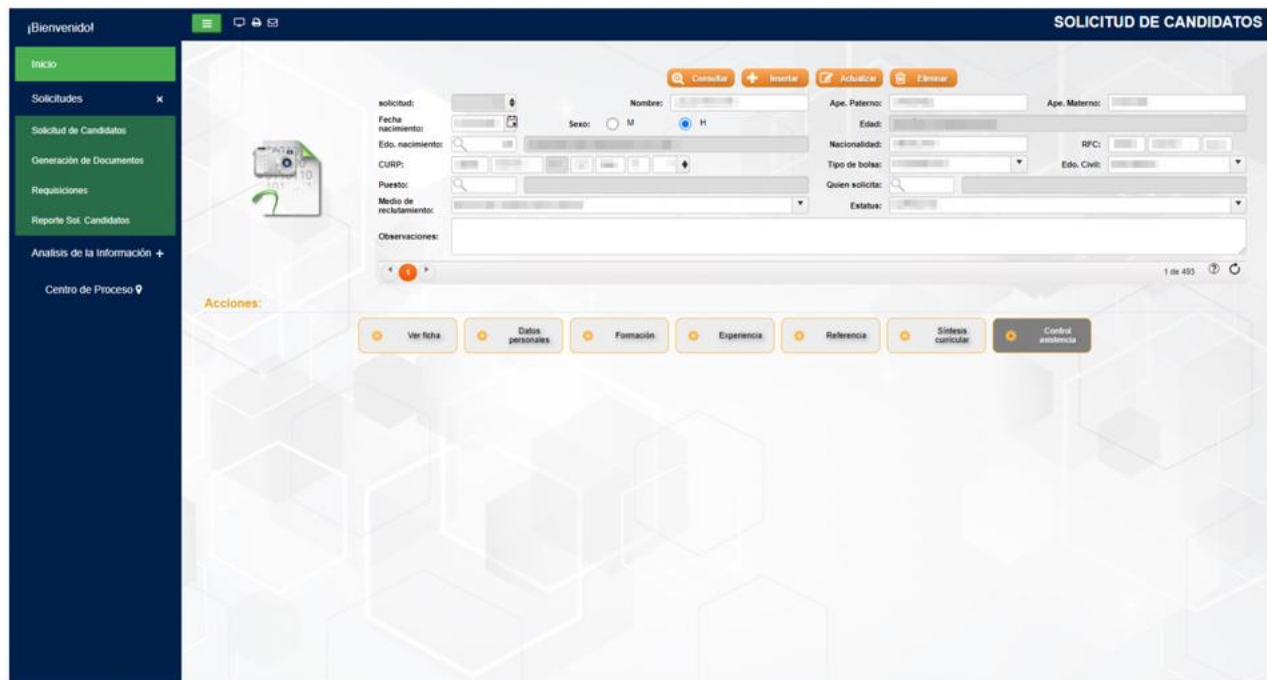 ¡Bienvenido!
SOLICITUD DE CANDIDATOS
Inicio
Solicitudes ×
Solicitud de Candidatos
Generación de Documentos
Requisiciones
Reporte Sol. Candidatos
Analisis de la Información +
Centro de Proceso
Consultar Insertar Actualizar Eliminar
solicitud: Nombre: Ape. Paterno: Ape. Materno:
Fecha nacimiento: Sexo: M H Edad:
Edo. nacimiento: Nacionalidad: RFC:
CURP: Tipo de bolsa: Edo. Civil:
Puesto: Quien solicita:
Medio de reclutamiento: Estatus:
Observaciones:
1 1 de 493
Acciones:
Ver ficha Datos personales Formación Experiencia Referencia Síntesis curricular Control asistencia